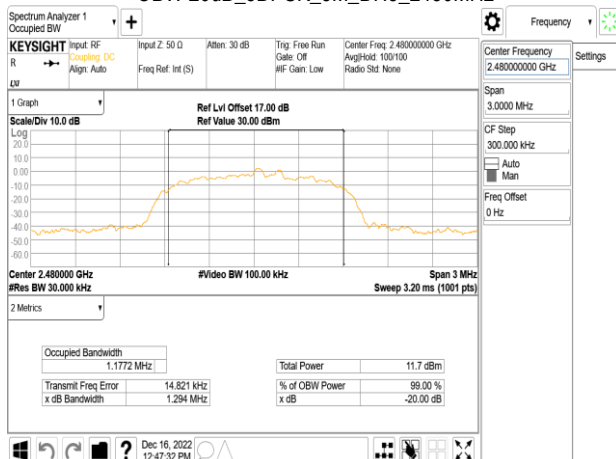 Spectrum Analyzer 1
Occupied BW
Frequency
KEYSIGHT
R
Input: RF
Coupling: DC
Align: Auto
Input Z: 50 Ω
Freq Ref: Int (S)
Atten: 30 dB
Trig: Free Run
Gate: Off
#IF Gain: Low
Center Freq: 2.480000000 GHz
Avg|Hold: 100/100
Radio Std: None
Center Frequency
2.480000000 GHz
Settings
Span
3.0000 MHz
CF Step
300.000 kHz
Auto
Man
Freq Offset
0 Hz
1 Graph
Scale/Div 10.0 dB
Ref Lvl Offset 17.00 dB
Ref Value 30.00 dBm
Log
20.0
10.0
0.00
-10.0
-20.0
-30.0
-40.0
-50.0
-60.0
Center 2.480000 GHz
#Res BW 30.000 kHz
#Video BW 100.00 kHz
Span 3 MHz
Sweep 3.20 ms (1001 pts)
2 Metrics
Occupied Bandwidth
1.1772 MHz
Total Power 11.7 dBm
Transmit Freq Error 14.821 kHz
% of OBW Power 99.00 %
x dB Bandwidth 1.294 MHz
x dB -20.00 dB
Dec 16, 2022
12:47:32 PM